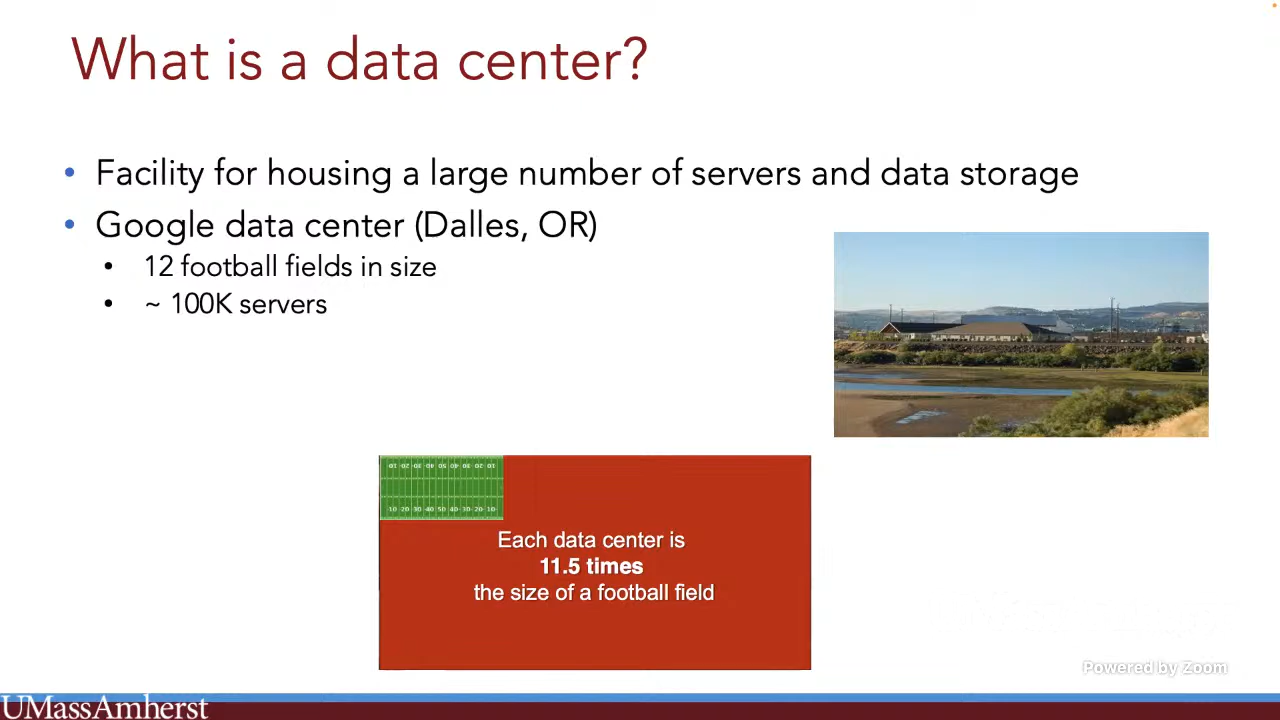 What is a data center?
• Facility for housing a large number of servers and data storage
• Google data center (Dalles, OR)
• 12 football fields in size
• ~ 100K servers
Each data center is
11.5 times
the size of a football field
Powered by Zoom
UMassAmherst